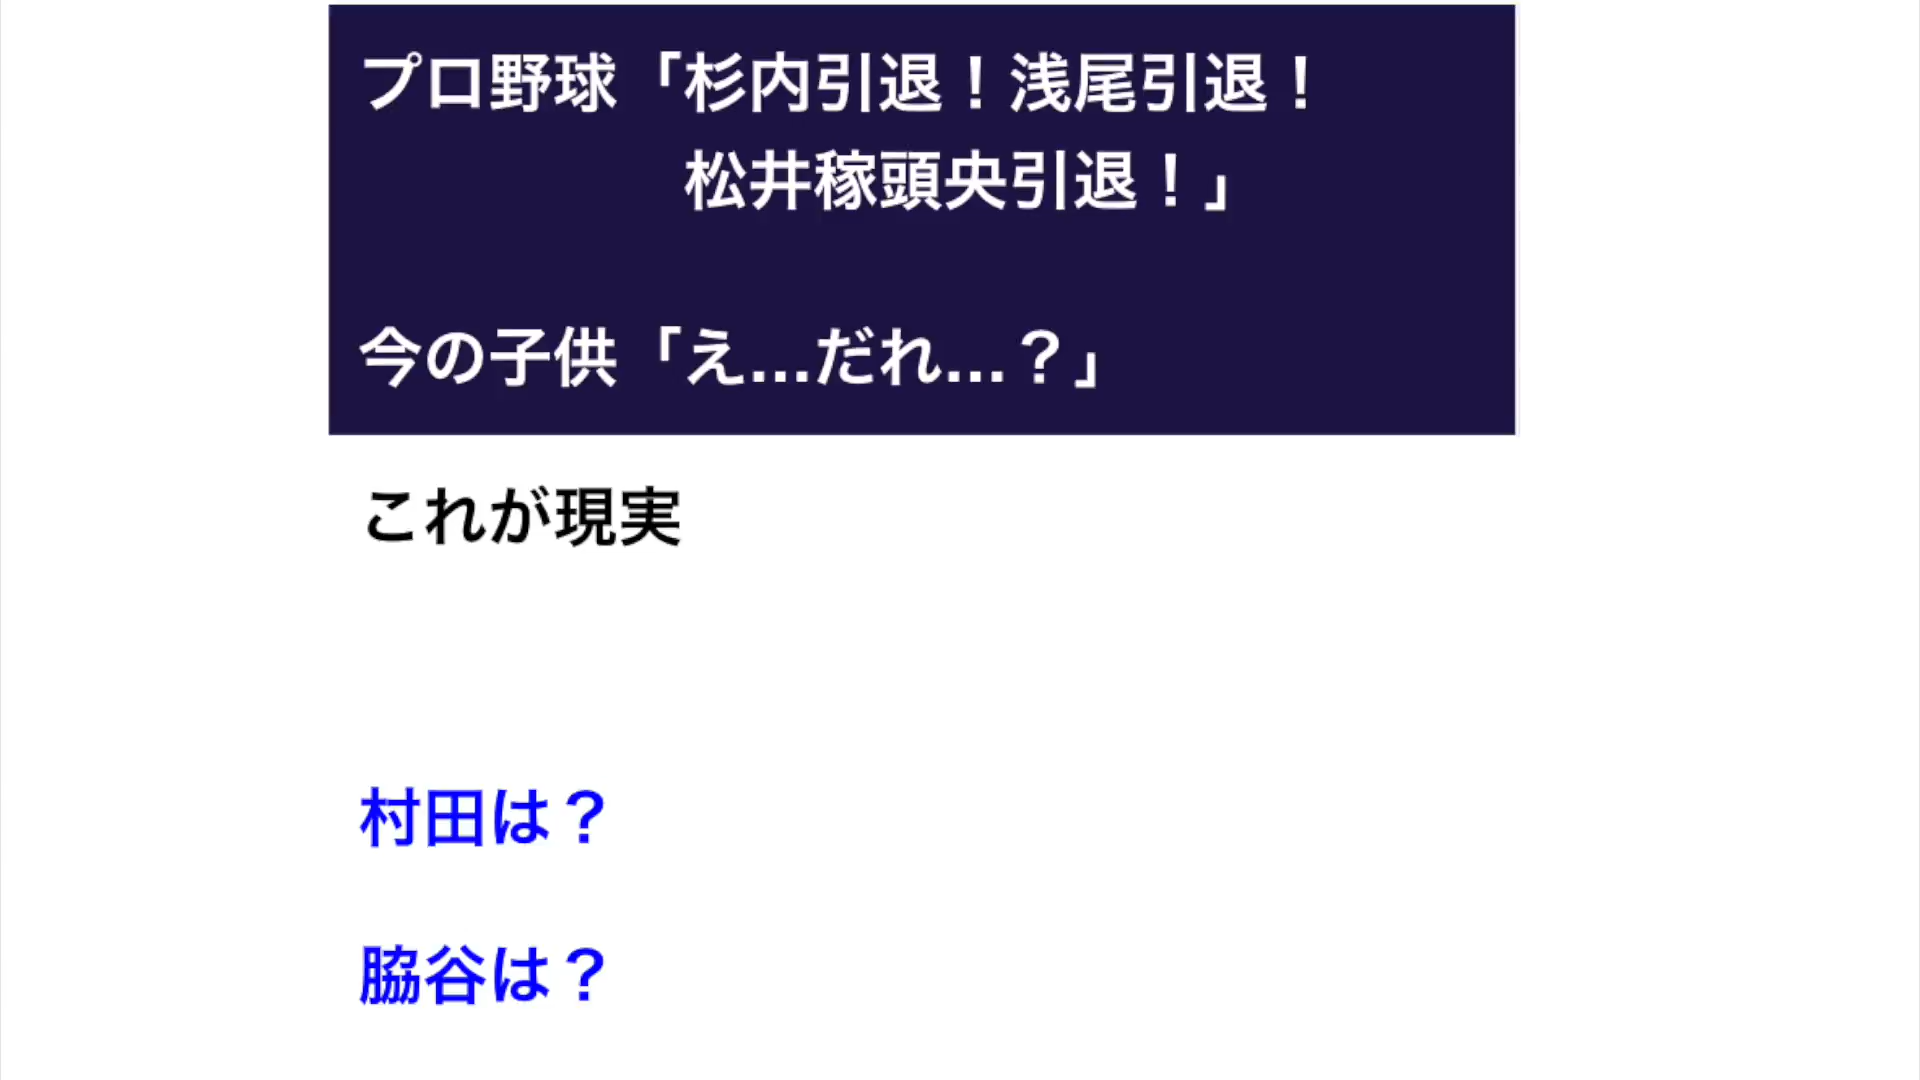 プロ野球「杉内引退！浅尾引退！
松井稼頭央引退！」
今の子供「え...だれ...？」
これが現実
村田は？
脇谷は？